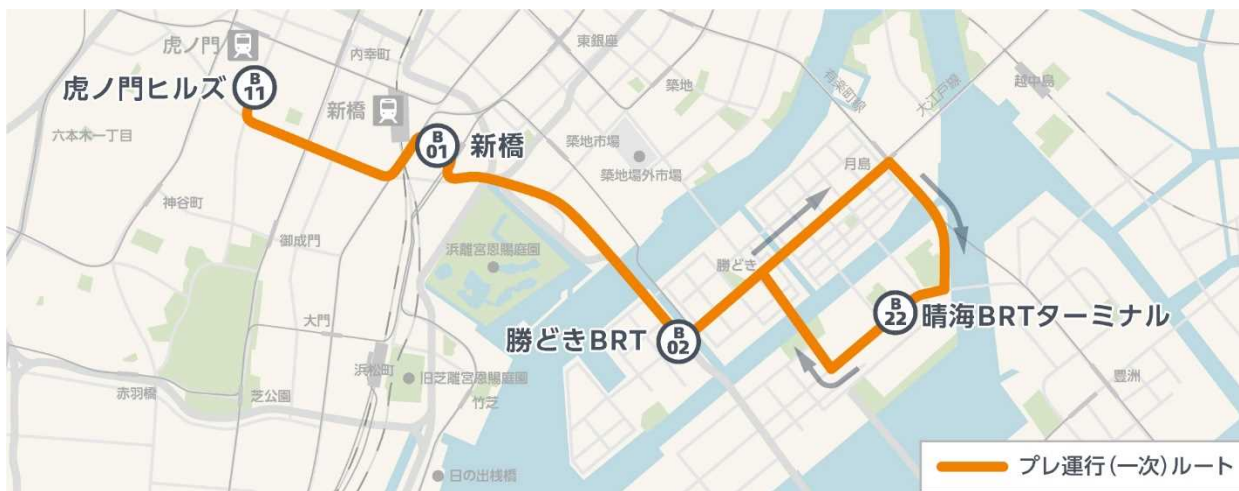 虎ノ門
内幸町
東銀座
虎ノ門ヒルズ
B
11
築地
有楽町線
大江戸線
越中島
新橋
六本木一丁目
B
01
新橋
築地市場
築地場外市場
月島
神谷町
御成門
浜離宮恩賜庭園
勝どき
大門
勝どきBRT
B
02
B
22
晴海BRTターミナル
浜松町
旧芝離宮恩賜庭園
竹芝
赤羽橋
芝公園
豊洲
日の出桟橋
プレ運行(一次)ルート